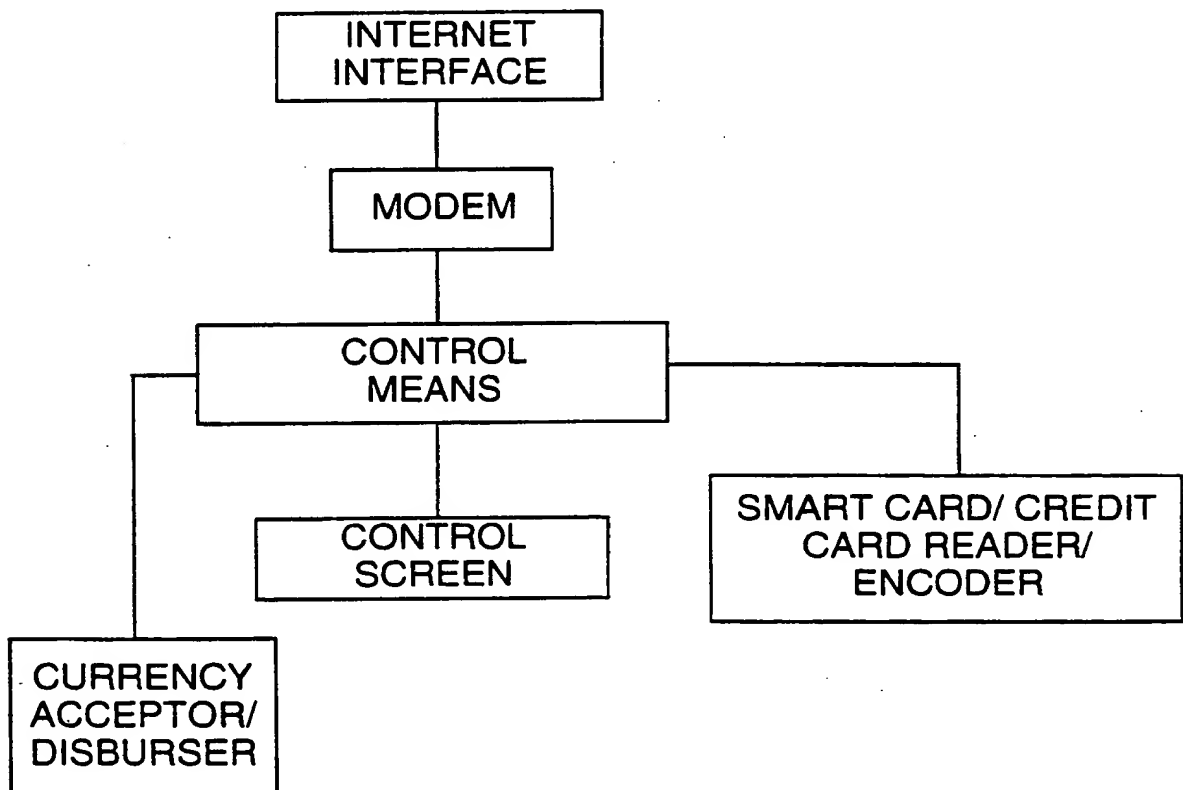 INTERNET
INTERFACE
MODEM
CONTROL
MEANS
CONTROL
SCREEN
SMART CARD/ CREDIT
CARD READER/
ENCODER
CURRENCY
ACCEPTOR/
DISBURSER